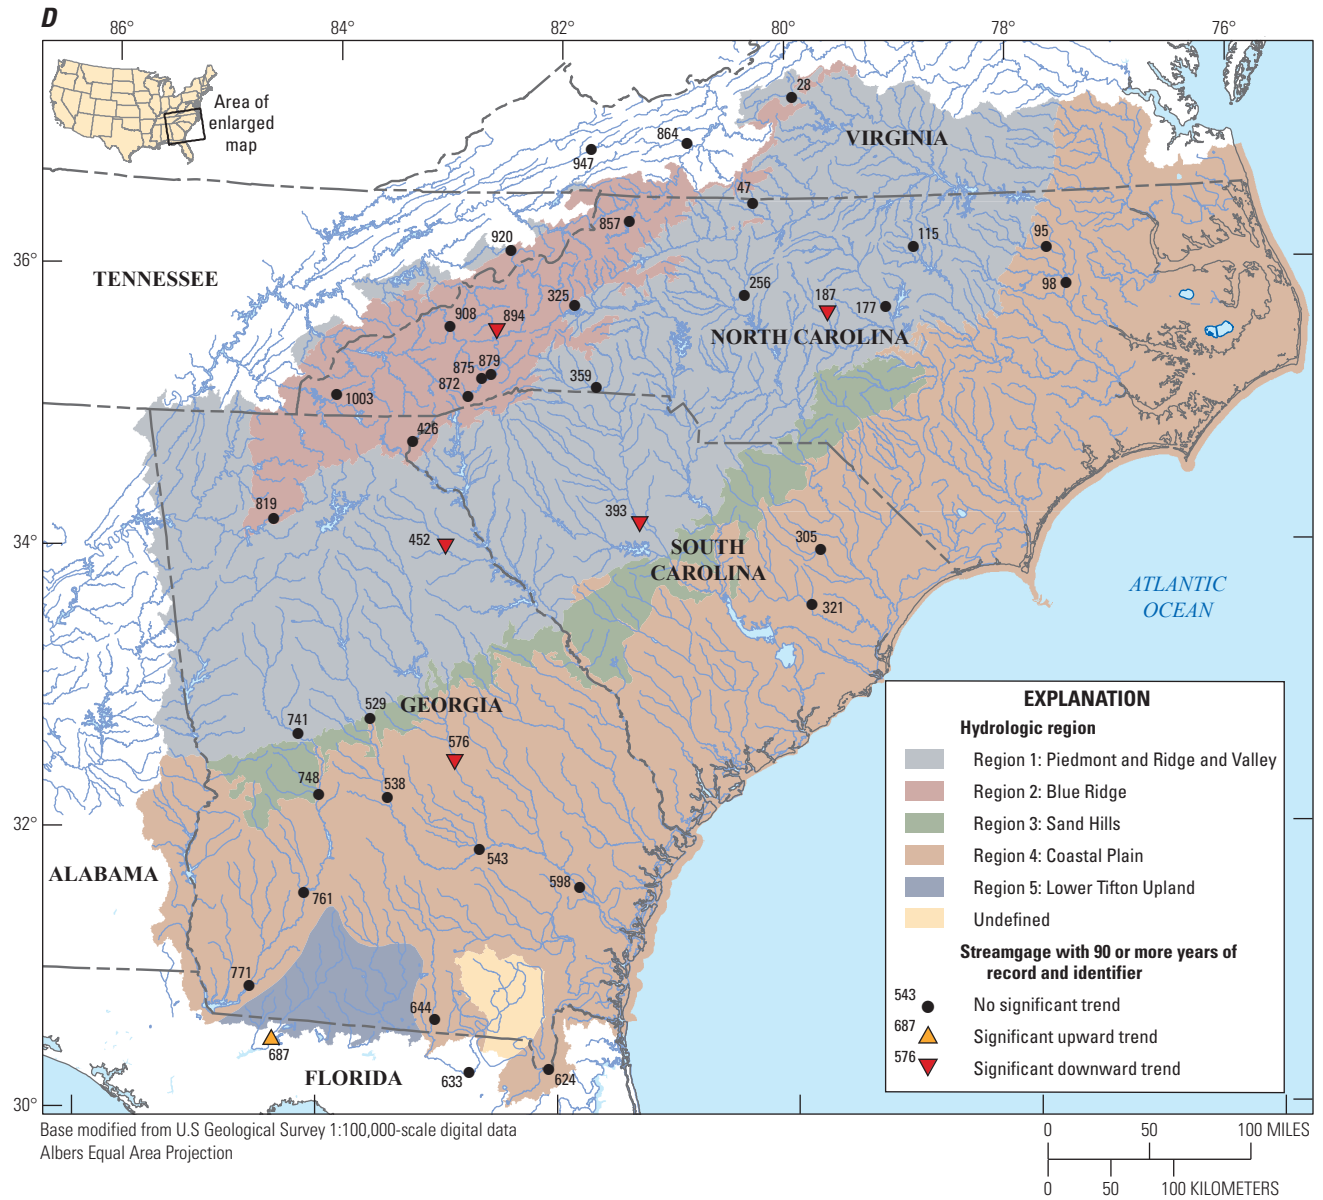 D
86°
84°
82°
80°
78°
76°
Area of
enlarged
map
28
VIRGINIA
864
947
47
857
920
115
95
36°
TENNESSEE
256
98
325
187
177
908
894
NORTH CAROLINA
875
879
872
359
1003
426
819
393
452
34°
305
SOUTH
CAROLINA
321
ATLANTIC
OCEAN
529
GEORGIA
741
576
748
538
32°
543
ALABAMA
598
761
771
644
687
FLORIDA
633
624
30°
EXPLANATION
Hydrologic region
Region 1: Piedmont and Ridge and Valley
Region 2: Blue Ridge
Region 3: Sand Hills
Region 4: Coastal Plain
Region 5: Lower Tifton Upland
Undefined
Streamgage with 90 or more years of
record and identifier
543 No significant trend
687 Significant upward trend
576 Significant downward trend
Base modified from U.S Geological Survey 1:100,000-scale digital data
Albers Equal Area Projection
0 50 100 MILES
0 50 100 KILOMETERS